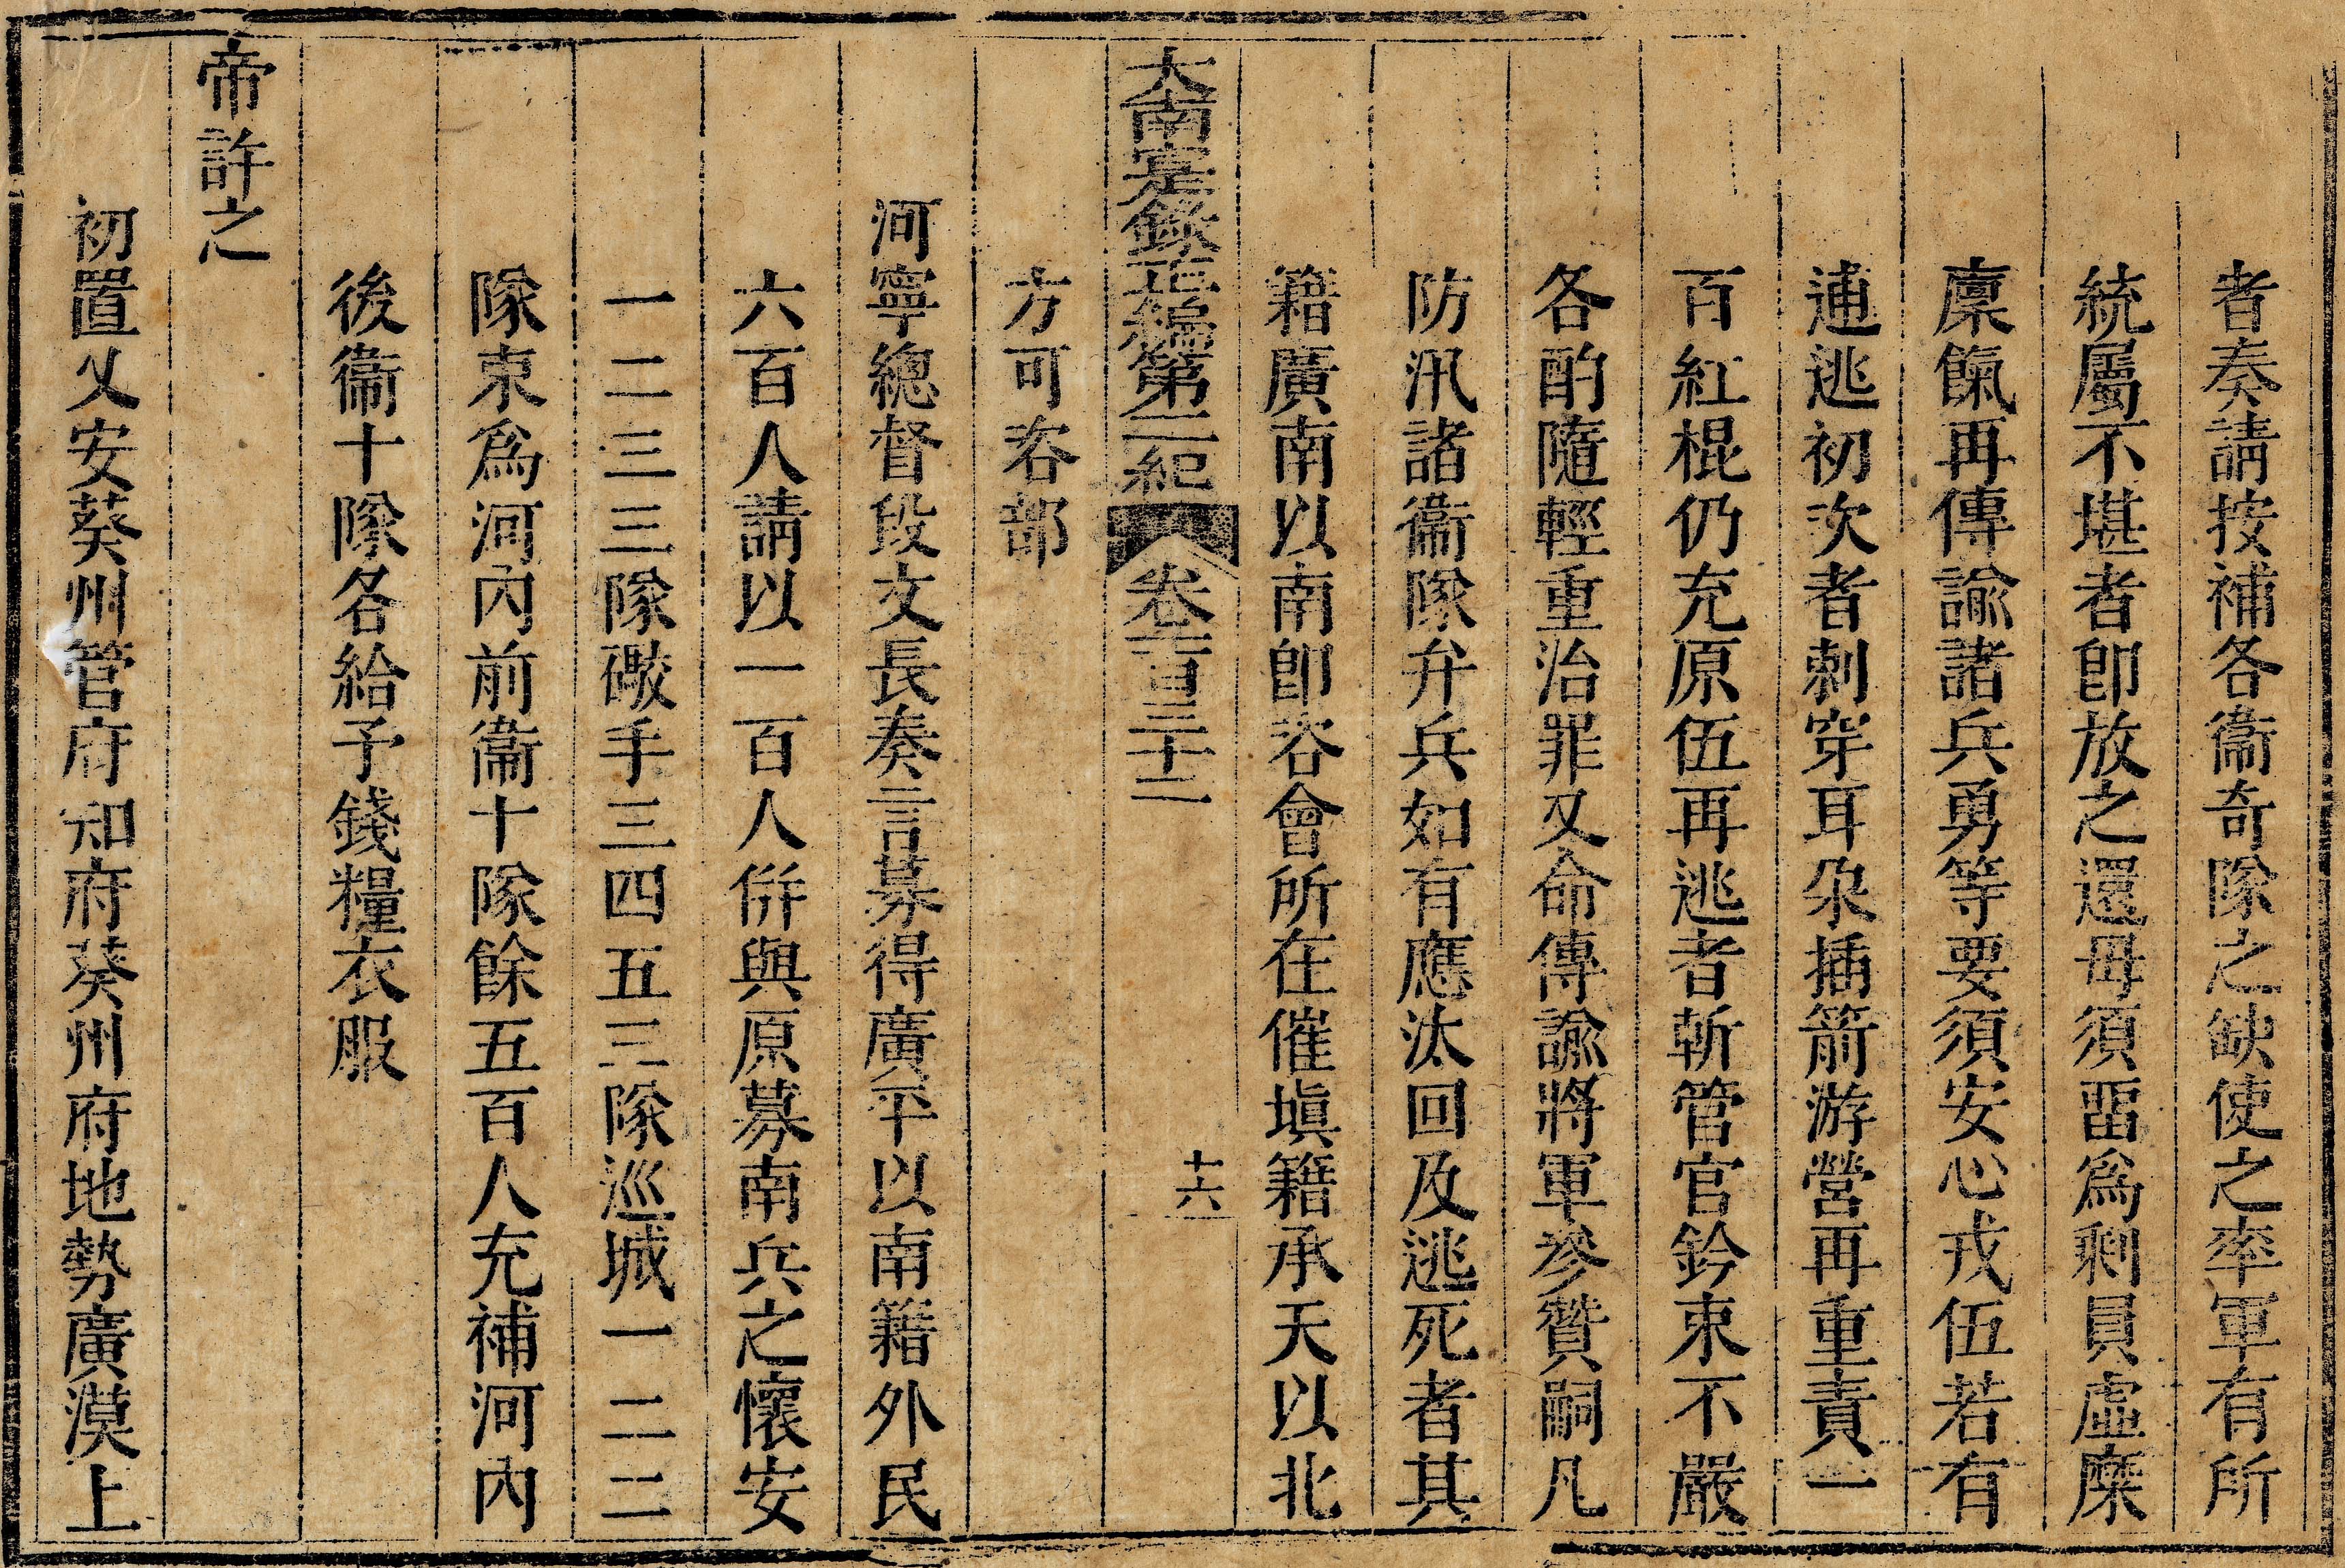 者奏請按補各衞奇隊之缺使之率軍有所
統屬不堪者卽放之還毋須畱爲剩員虛糜
廩餼再傳諭諸兵勇等要須安心戎伍若有
逋逃初次者刺穿耳朶插箭游營再重責一
百紅棍仍充原伍再逃者斬管官鈐束不嚴
各酌隨輕重治罪又命傳諭將軍參贊嗣凡
防汛諸衞隊弁兵如有應汰回及逃死者其
籍廣南以南卽咨會所在催塡籍承天以北
大南寔錄正編第二紀 卷一百三十二 十六
方可咨部
河寧總督段文長奏言募得廣平以南籍外民
六百人請以一百人併與原募南兵之懷安
一二三三隊礮手三四五三隊巡城一二二
隊束爲河內前衞十隊餘五百人充補河內
後衞十隊各給予錢糧衣服
帝許之
初置乂安葵州管府知府葵州府地勢廣漠上